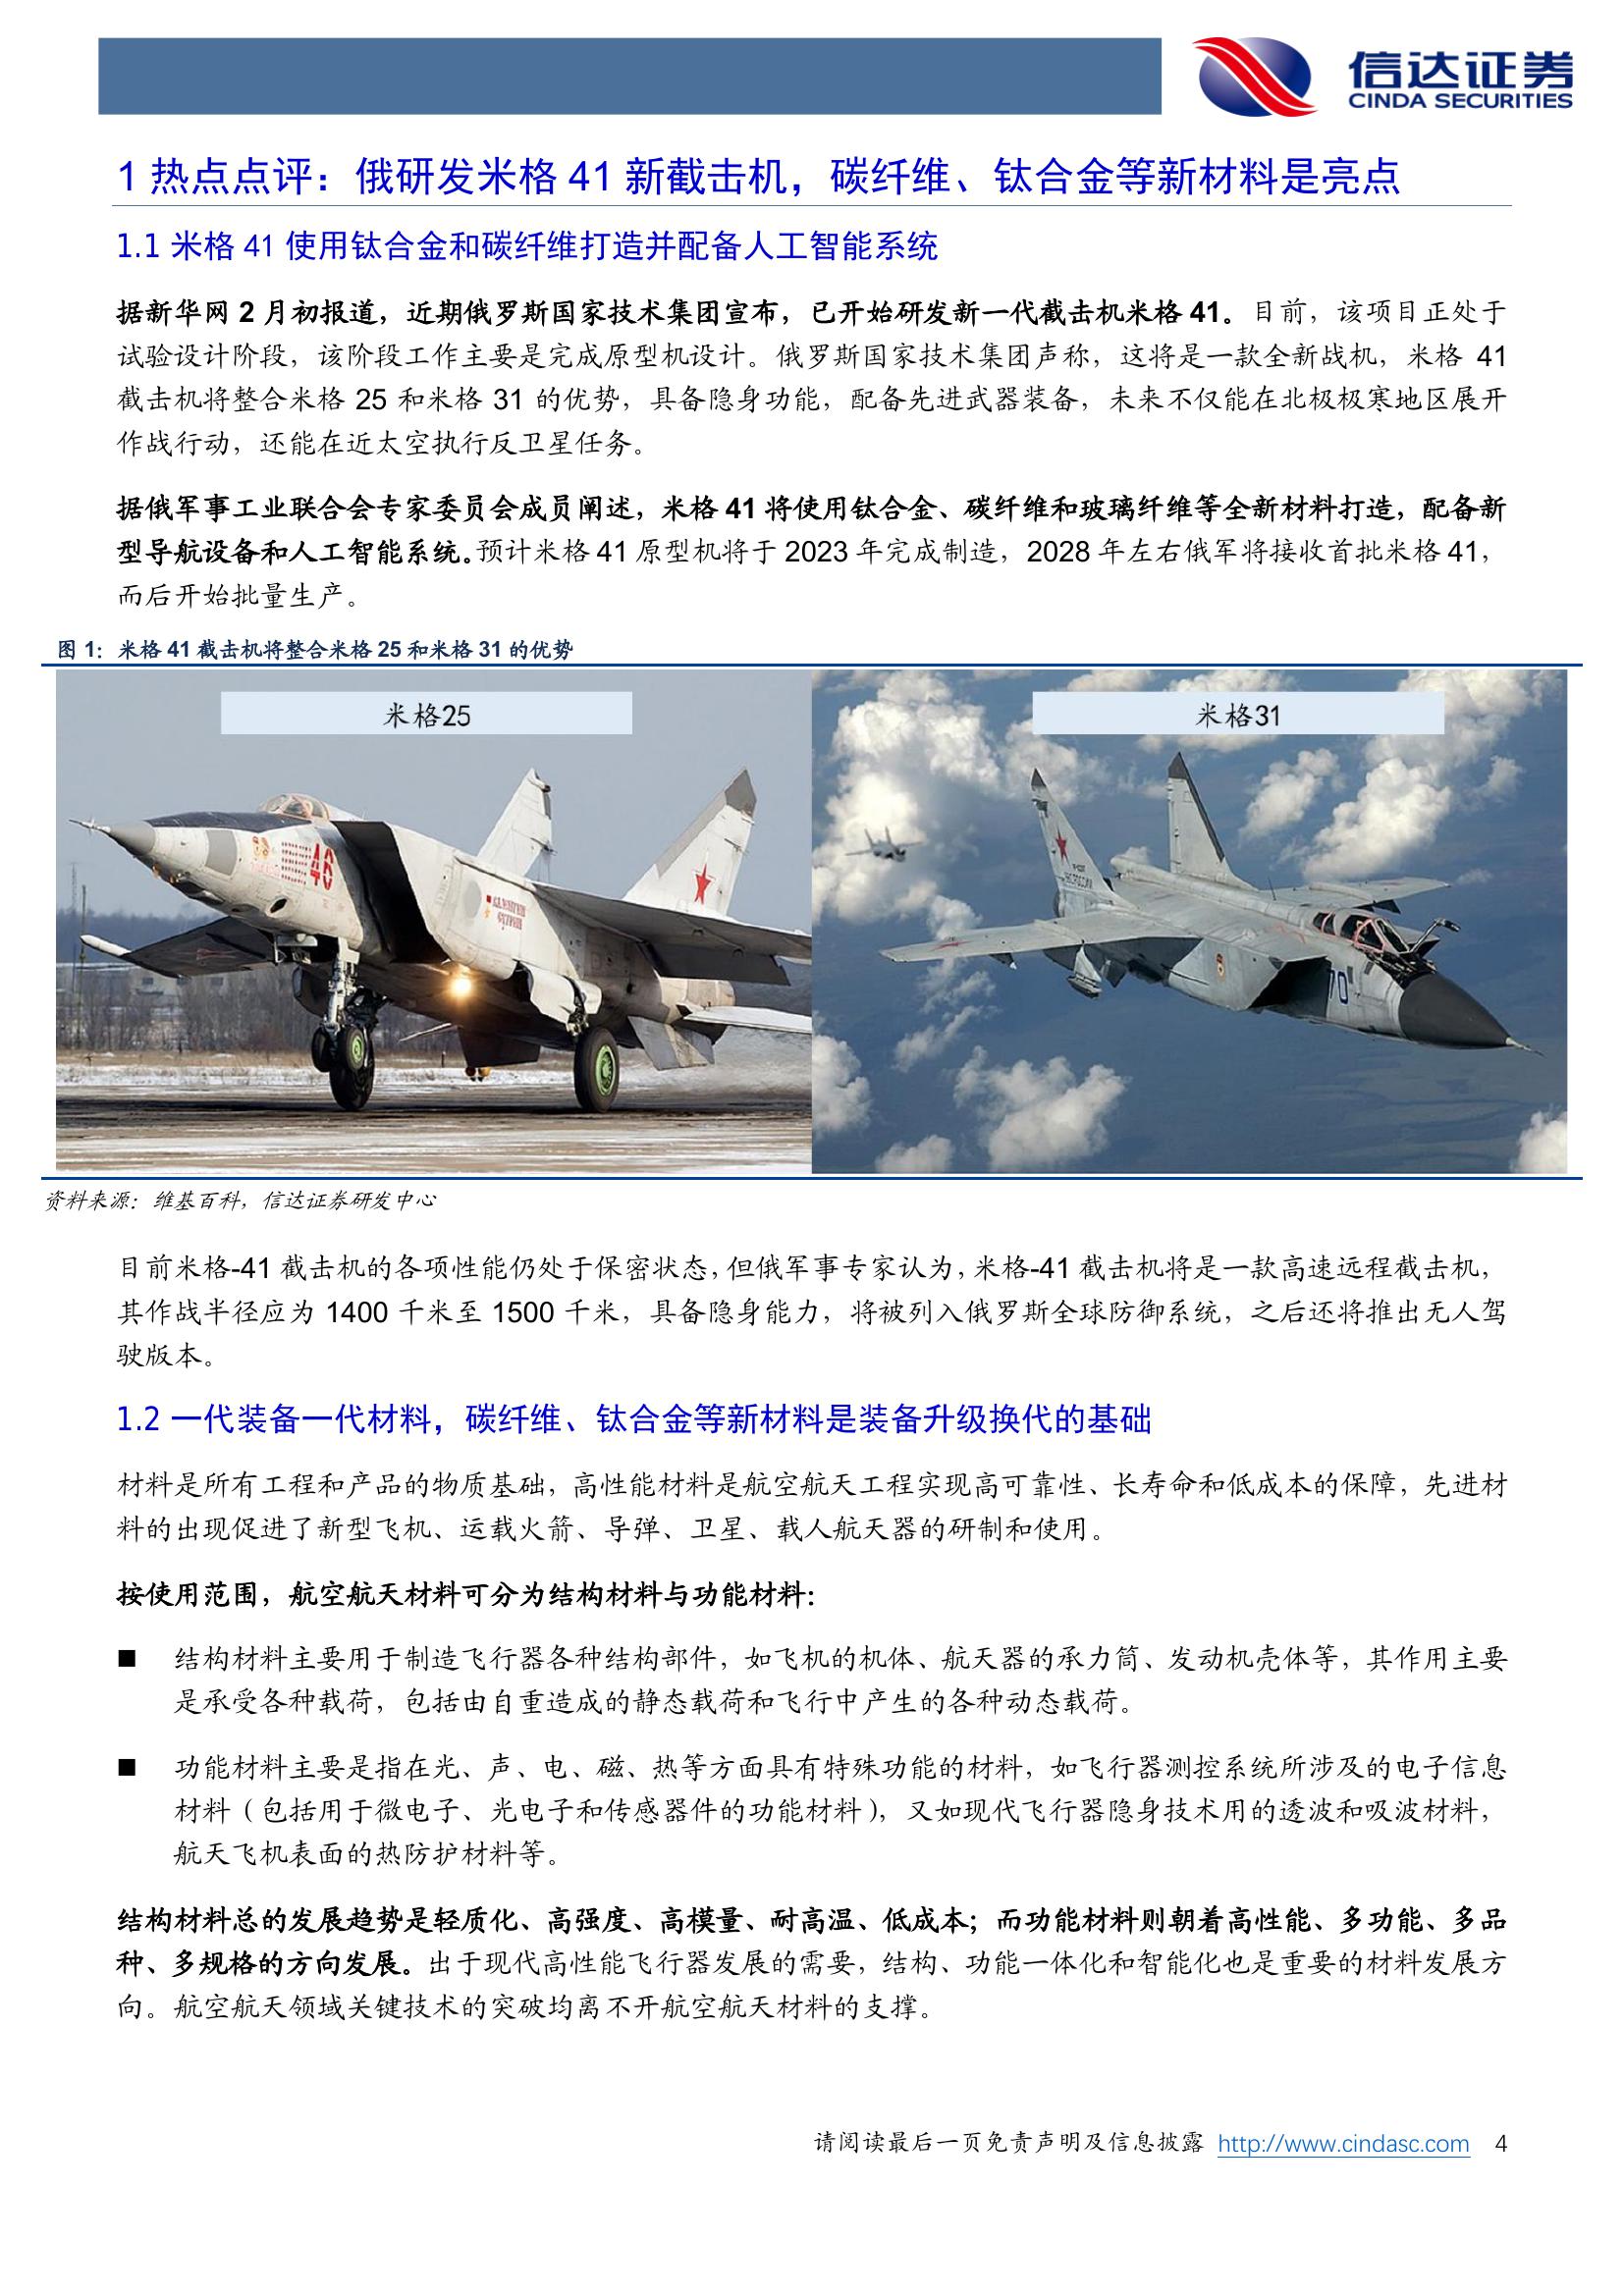 信达证券
CINDA SECURITIES
1 热点点评：俄研发米格 41 新截击机，碳纤维、钛合金等新材料是亮点
1.1 米格 41 使用钛合金和碳纤维打造并配备人工智能系统
据新华网 2 月初报道，近期俄罗斯国家技术集团宣布，已开始研发新一代截击机米格 41。目前，该项目正处于
试验设计阶段，该阶段工作主要是完成原型机设计。俄罗斯国家技术集团声称，这将是一款全新战机，米格 41
截击机将整合米格 25 和米格 31 的优势，具备隐身功能，配备先进武器装备，未来不仅能在北极极寒地区展开
作战行动，还能在近太空执行反卫星任务。
据俄军事工业联合会专家委员会成员阐述，米格 41 将使用钛合金、碳纤维和玻璃纤维等全新材料打造，配备新
型导航设备和人工智能系统。预计米格 41 原型机将于 2023 年完成制造，2028 年左右俄军将接收首批米格 41，
而后开始批量生产。
图 1：米格 41 截击机将整合米格 25 和米格 31 的优势
米格25
米格31
46
70
资料来源：维基百科，信达证券研发中心
目前米格-41 截击机的各项性能仍处于保密状态，但俄军事专家认为，米格-41 截击机将是一款高速远程截击机，
其作战半径应为 1400 千米至 1500 千米，具备隐身能力，将被列入俄罗斯全球防御系统，之后还将推出无人驾
驶版本。
1.2 一代装备一代材料，碳纤维、钛合金等新材料是装备升级换代的基础
材料是所有工程和产品的物质基础，高性能材料是航空航天工程实现高可靠性、长寿命和低成本的保障，先进材
料的出现促进了新型飞机、运载火箭、导弹、卫星、载人航天器的研制和使用。
按使用范围，航空航天材料可分为结构材料与功能材料：
■ 结构材料主要用于制造飞行器各种结构部件，如飞机的机体、航天器的承力筒、发动机壳体等，其作用主要
是承受各种载荷，包括由自重造成的静态载荷和飞行中产生的各种动态载荷。
■ 功能材料主要是指在光、声、电、磁、热等方面具有特殊功能的材料，如飞行器测控系统所涉及的电子信息
材料（包括用于微电子、光电子和传感器件的功能材料），又如现代飞行器隐身技术用的透波和吸波材料，
航天飞机表面的热防护材料等。
结构材料总的发展趋势是轻质化、高强度、高模量、耐高温、低成本；而功能材料则朝着高性能、多功能、多品
种、多规格的方向发展。出于现代高性能飞行器发展的需要，结构、功能一体化和智能化也是重要的材料发展方
向。航空航天领域关键技术的突破均离不开航空航天材料的支撑。
请阅读最后一页免责声明及信息披露 http://www.cindasc.com 4